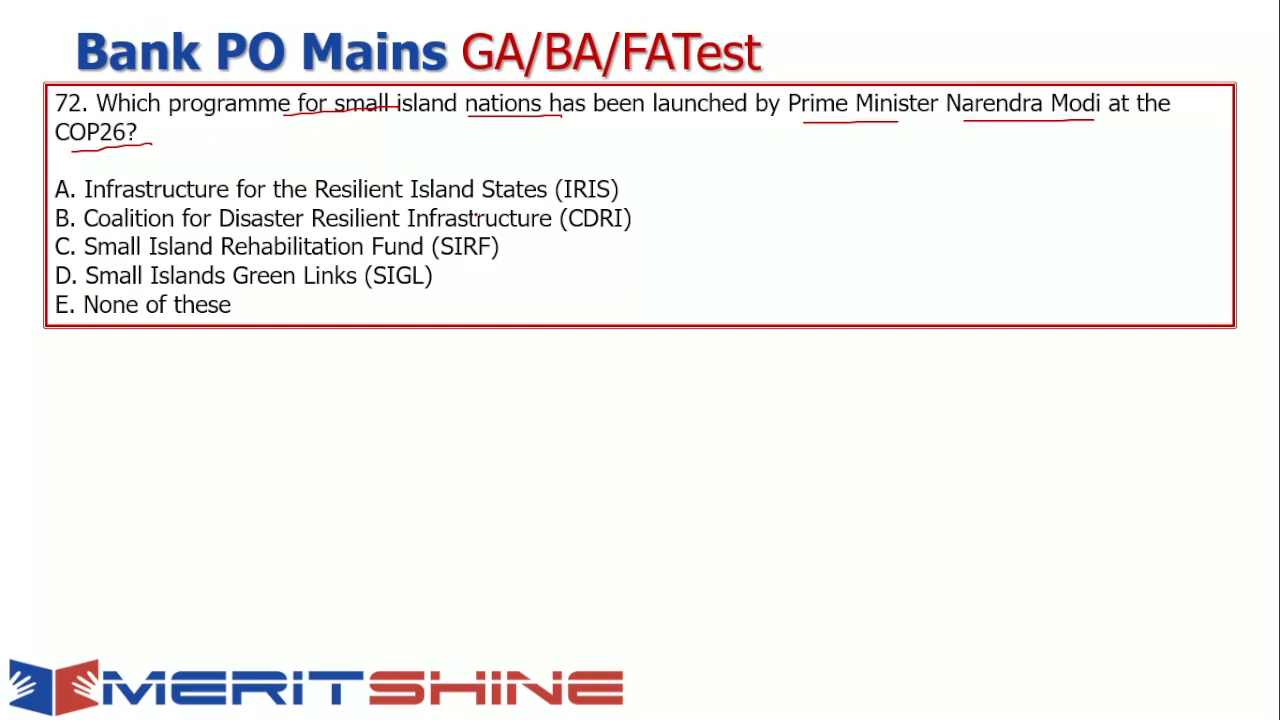 Bank PO Mains GA/BA/FATest
72. Which programme for small island nations has been launched by Prime Minister Narendra Modi at the
COP26?
A. Infrastructure for the Resilient Island States (IRIS)
B. Coalition for Disaster Resilient Infrastructure (CDRI)
C. Small Island Rehabilitation Fund (SIRF)
D. Small Islands Green Links (SIGL)
E. None of these
MERITSHINE